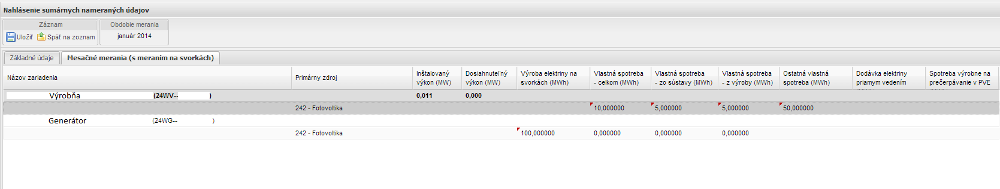 Nahlásenie sumárnych nameraných údajov
Záznam
Uložiť Späť na zoznam
Obdobie merania
január 2014
Základné údaje
Mesačné merania (s meraním na svorkách)
Názov zariadenia
Primárny zdroj
Inštalovaný
výkon (MW)
Dosiahnuteľný
výkon (MW)
Výroba elektriny na
svorkách (MWh)
Vlastná spotreba
- celkom (MWh)
Vlastná spotreba
- zo sústavy (MWh)
Vlastná spotreba
- z výroby (MWh)
Ostatná vlastná
spotreba (MWh)
Dodávka elektriny
priamym vedením
Spotreba výrobne na
prečerpávanie v PVE
Výrobňa (24WV-- ) 0,011 0,000
242 - Fotovoltika 10,000000 5,000000 5,000000 50,000000
Generátor (24WG-- )
242 - Fotovoltika 100,000000 0,000000 0,000000 0,000000